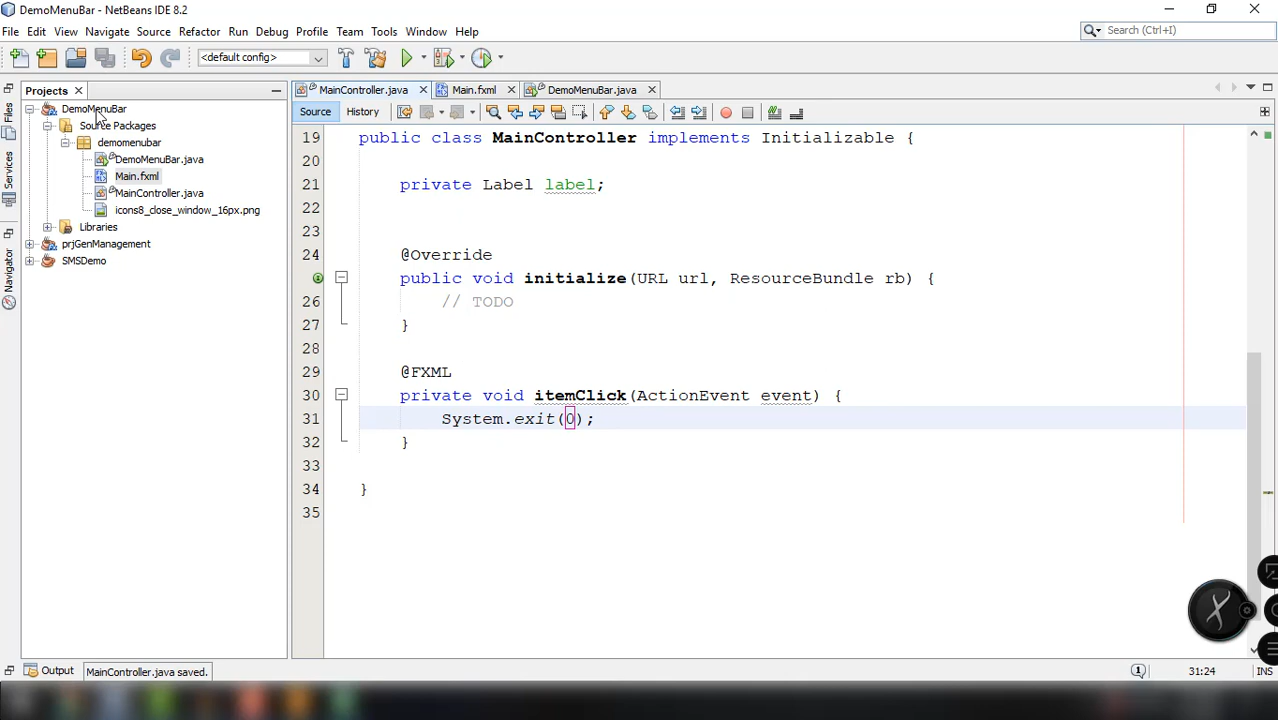 DemoMenuBar - NetBeans IDE 8.2
File Edit View Navigate Source Refactor Run Debug Profile Team Tools Window Help
Search (Ctrl+I)
<default config>
Projects
MainController.java
Main.fxml
DemoMenuBar.java
Source History
Files
Services
Navigator
DemoMenuBar
Source Packages
demomenubar
DemoMenuBar.java
Main.fxml
MainController.java
icons8_close_window_16px.png
Libraries
prjGenManagement
SMSDemo
19 public class MainController implements Initializable {
20
21 private Label label;
22
23
24 @Override
public void initialize(URL url, ResourceBundle rb) {
26 // TODO
27 }
28
29 @FXML
30 private void itemClick(ActionEvent event) {
31 System.exit(0);
32 }
33
34 }
35
Output
MainController.java saved.
1
31:24
INS